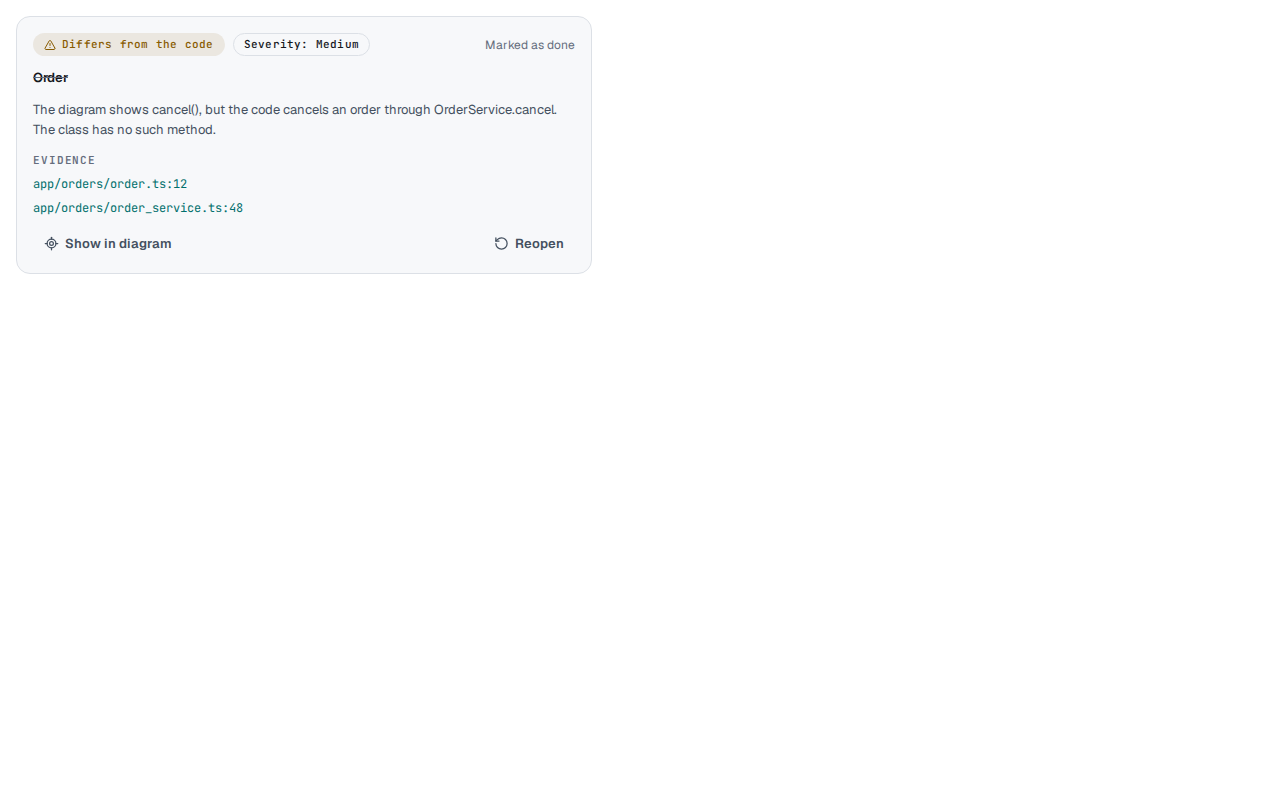 Differs from the code
Severity: Medium
Marked as done
Order
The diagram shows cancel(), but the code cancels an order through OrderService.cancel.
The class has no such method.
EVIDENCE
app/orders/order.ts:12
app/orders/order_service.ts:48
Show in diagram
Reopen